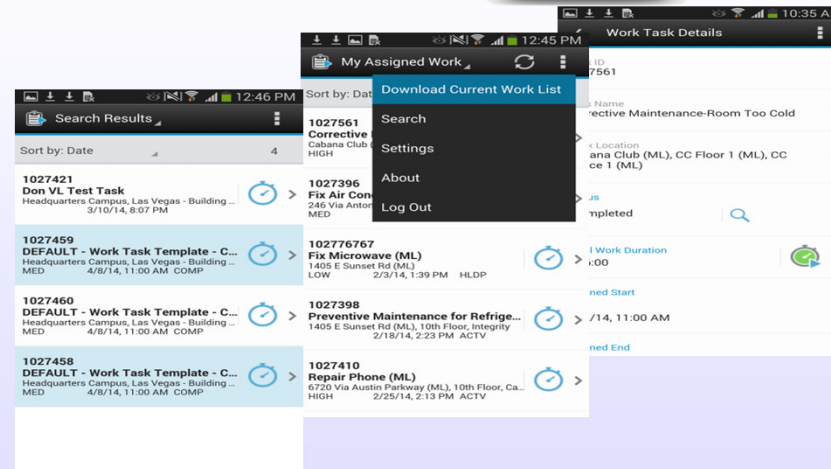 12:46 PM
Search Results
Sort by: Date 4
1027421
Don VL Test Task
Headquarters Campus, Las Vegas - Building ...
3/10/14, 8:07 PM
1027459
DEFAULT - Work Task Template - C...
Headquarters Campus, Las Vegas - Building ...
MED 4/8/14, 11:00 AM COMP
1027460
DEFAULT - Work Task Template - C...
Headquarters Campus, Las Vegas - Building ...
MED 4/8/14, 11:00 AM COMP
1027458
DEFAULT - Work Task Template - C...
Headquarters Campus, Las Vegas - Building ...
MED 4/8/14, 11:00 AM COMP
12:45 PM
My Assigned Work
Sort by: Dat
Download Current Work List
Search
Settings
About
Log Out
1027561
Corrective
Cabana Club
HIGH
1027396
Fix Air Con
246 Via Anton
MED
102776767
Fix Microwave (ML)
1405 E Sunset Rd (ML)
LOW 2/3/14, 1:39 PM HLDP
1027398
Preventive Maintenance for Refrige...
1405 E Sunset Rd (ML), 10th Floor, Integrity
2/18/14, 2:23 PM ACTV
1027410
Repair Phone (ML)
6720 Via Austin Parkway (ML), 10th Floor, Ca...
HIGH 2/25/14, 2:13 PM ACTV
10:35 A
Work Task Details
ID
7561
Name
rective Maintenance-Room Too Cold
Location
ana Club (ML), CC Floor 1 (ML), CC
ce 1 (ML)
us
mpleted
l Work Duration
:00
ned Start
/14, 11:00 AM
ned End